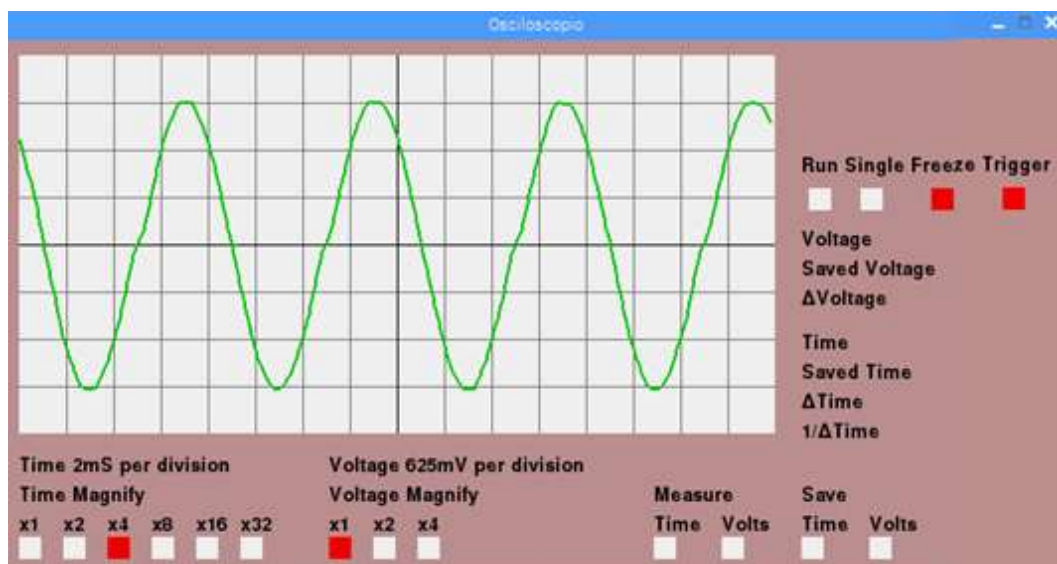 Osciloscopio
Run Single Freeze Trigger
Voltage
Saved Voltage
ΔVoltage
Time
Saved Time
ΔTime
1/ΔTime
Time 2mS per division
Voltage 625mV per division
Time Magnify
Voltage Magnify
Measure
Save
x1 x2 x4 x8 x16 x32
x1 x2 x4
Time Volts
Time Volts